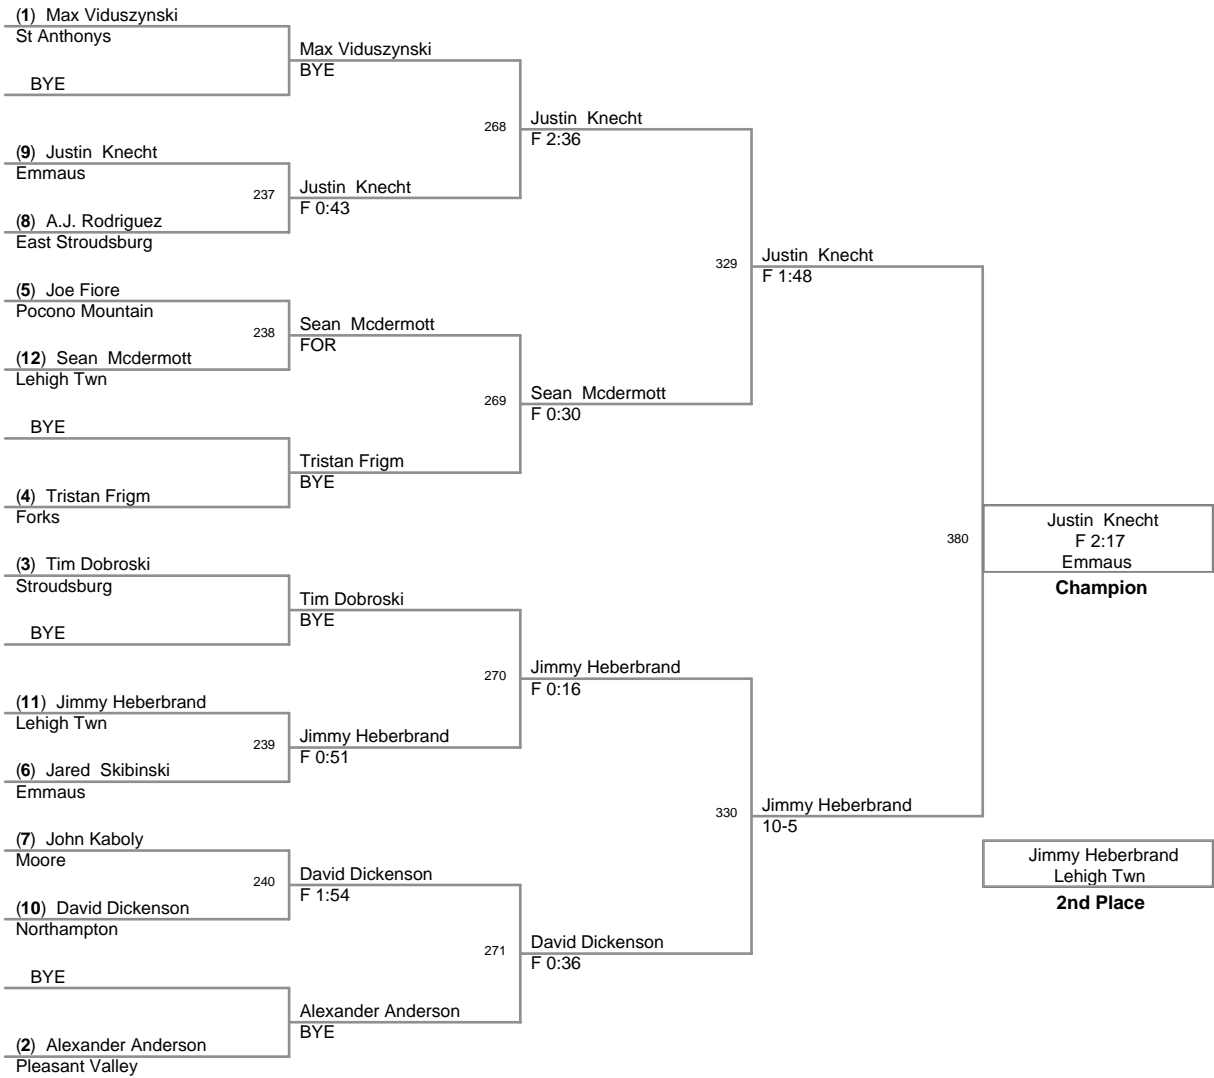 (1) Max Viduszynski
St Anthonys
BYE
(9) Justin Knecht
Emmaus
(8) A.J. Rodriguez
East Stroudsburg
(5) Joe Fiore
Pocono Mountain
(12) Sean Mcdermott
Lehigh Twn
BYE
(4) Tristan Frigm
Forks
(3) Tim Dobroski
Stroudsburg
BYE
(11) Jimmy Heberbrand
Lehigh Twn
(6) Jared Skibinski
Emmaus
(7) John Kaboly
Moore
(10) David Dickenson
Northampton
BYE
(2) Alexander Anderson
Pleasant Valley
237
238
239
240
Max Viduszynski
BYE
Justin Knecht
F 0:43
Sean Mcdermott
FOR
Tristan Frigm
BYE
Tim Dobroski
BYE
Jimmy Heberbrand
F 0:51
David Dickenson
F 1:54
Alexander Anderson
BYE
268
269
270
271
Justin Knecht
F 2:36
Sean Mcdermott
F 0:30
Jimmy Heberbrand
F 0:16
David Dickenson
F 0:36
329
330
Justin Knecht
F 1:48
Jimmy Heberbrand
10-5
380
Justin Knecht
F 2:17
Emmaus
Champion
Jimmy Heberbrand
Lehigh Twn
2nd Place